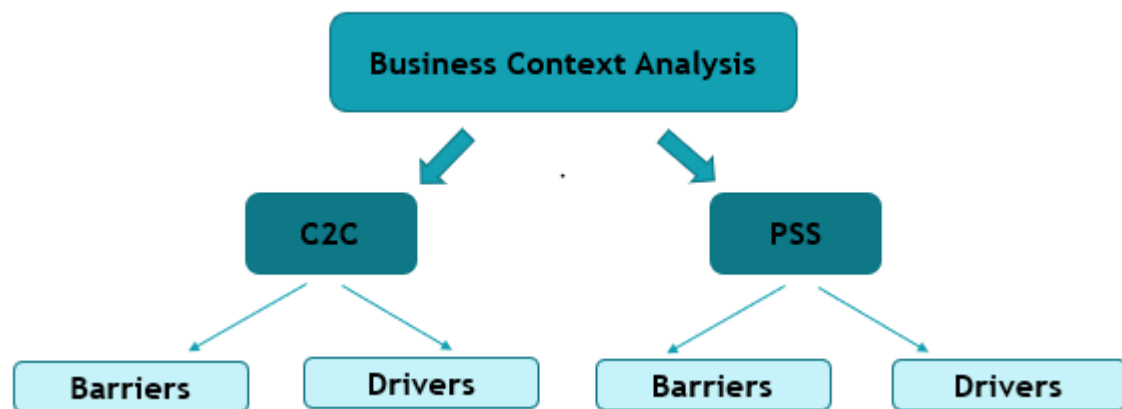 Business Context Analysis
C2C
PSS
Barriers
Drivers
Barriers
Drivers